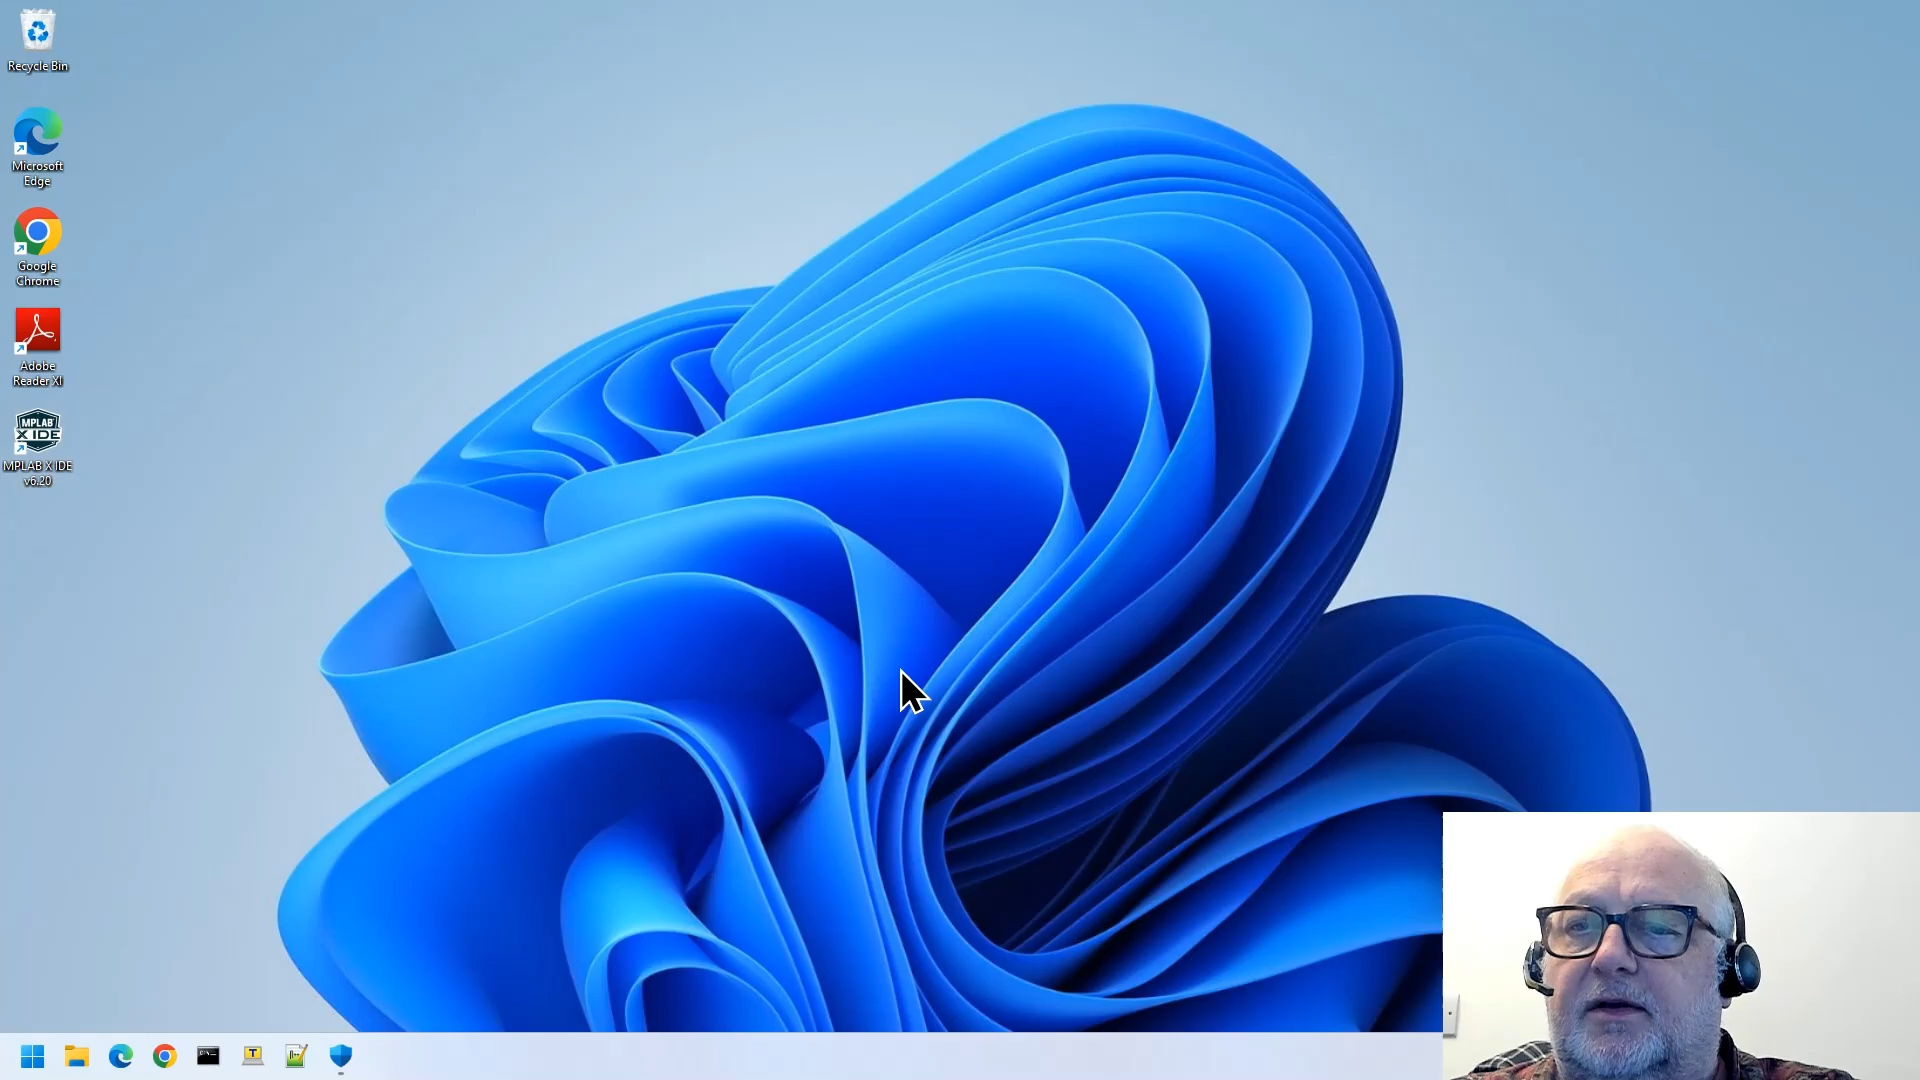 Recycle Bin
Microsoft
Edge
Google
Chrome
Adobe
Reader XI
MPLAB
X IDE
MPLAB X IDE
v6.20
T